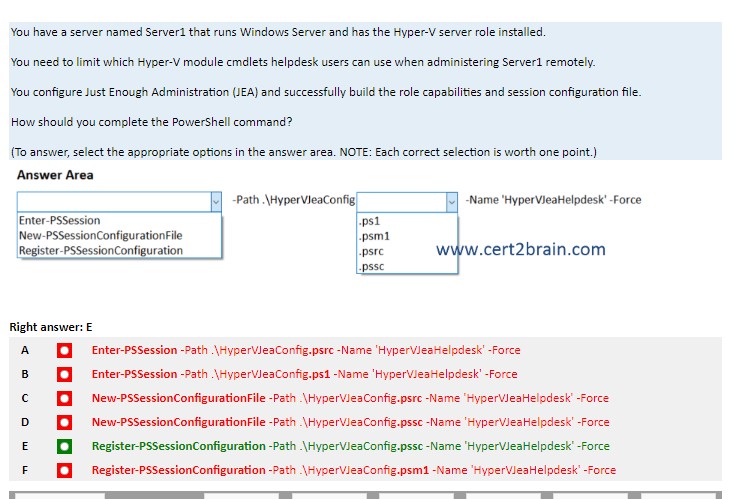 You have a server named Server1 that runs Windows Server and has the Hyper-V server role installed.
You need to limit which Hyper-V module cmdlets helpdesk users can use when administering Server1 remotely.
You configure Just Enough Administration (JEA) and successfully build the role capabilities and session configuration file.
How should you complete the PowerShell command?
(To answer, select the appropriate options in the answer area. NOTE: Each correct selection is worth one point.)
Answer Area
-Path .\HyperVJeaConfig -Name 'HyperVJeaHelpdesk' -Force
Enter-PSSession
New-PSSessionConfigurationFile
Register-PSSessionConfiguration
.ps1
.psm1
.psrc
.pssc
www.cert2brain.com
Right answer: E
A Enter-PSSession -Path .\HyperVJeaConfig.psrc -Name 'HyperVJeaHelpdesk' -Force
B Enter-PSSession -Path .\HyperVJeaConfig.ps1 -Name 'HyperVJeaHelpdesk' -Force
C New-PSSessionConfigurationFile -Path .\HyperVJeaConfig.psrc -Name 'HyperVJeaHelpdesk' -Force
D New-PSSessionConfigurationFile -Path .\HyperVJeaConfig.pssc -Name 'HyperVJeaHelpdesk' -Force
E Register-PSSessionConfiguration -Path .\HyperVJeaConfig.pssc -Name 'HyperVJeaHelpdesk' -Force
F Register-PSSessionConfiguration -Path .\HyperVJeaConfig.psm1 -Name 'HyperVJeaHelpdesk' -Force